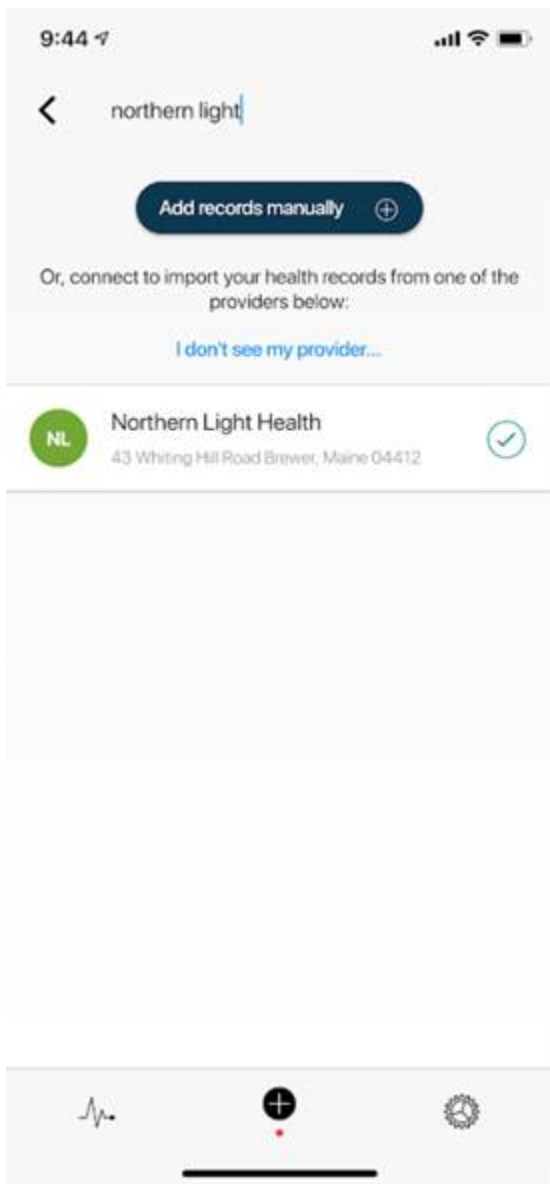 9:44
northern light
Add records manually
Or, connect to import your health records from one of the
providers below:
I don't see my provider...
NL
Northern Light Health
43 Whiting Hill Road Brewer, Maine 04412